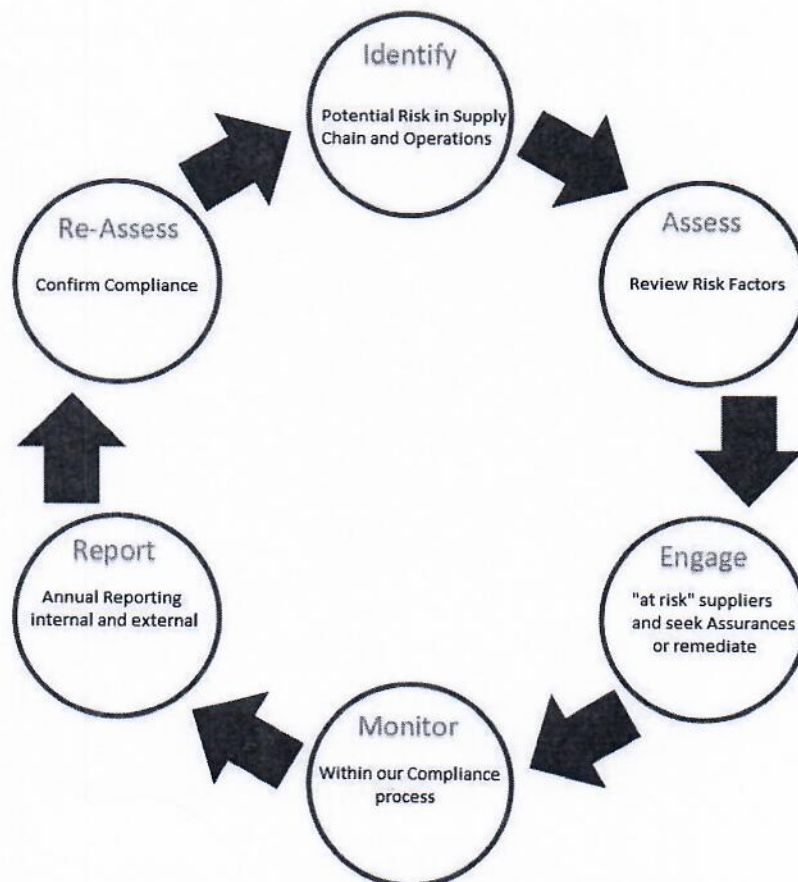 Identify
Potential Risk in Supply
Chain and Operations
Assess
Review Risk Factors
Engage
"at risk" suppliers
and seek Assurances
or remediate
Monitor
Within our Compliance
process
Report
Annual Reporting
internal and external
Re-Assess
Confirm Compliance